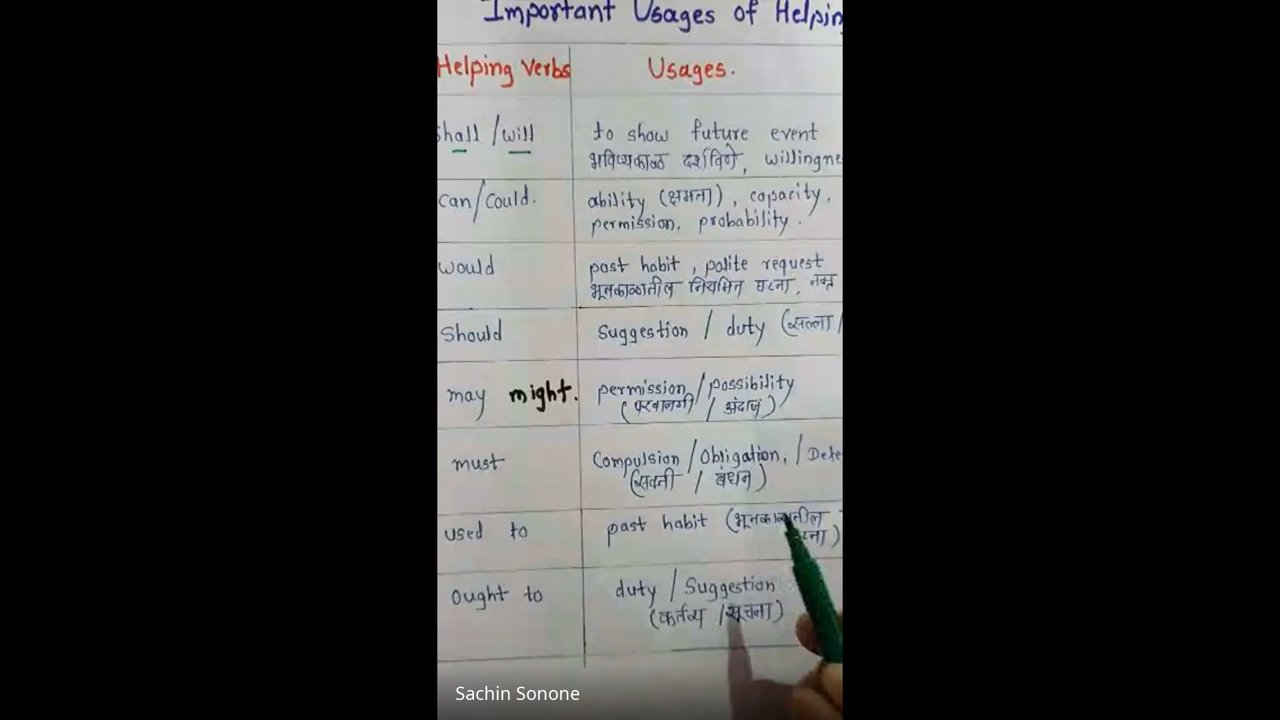 Important Usages of Helpin
Helping Verbs
Usages.
shall / will
to show future event
भविष्यकाळ दर्शविणे, willingne
can/could.
ability (क्षमता), capacity,
permission, probability.
would
past habit, polite request
भूतकाळातील नियमित घटना, नम्र
should
Suggestion / duty (सल्ला /
may might.
permission / possibility
(परवानगी / अंदाज)
must
Compulsion / Obligation, / Dete
(सक्ती / बंधन)
used to
past habit (भूतकाळातील
ought to
duty / Suggestion
(कर्तव्य / सूचना)
Sachin Sonone